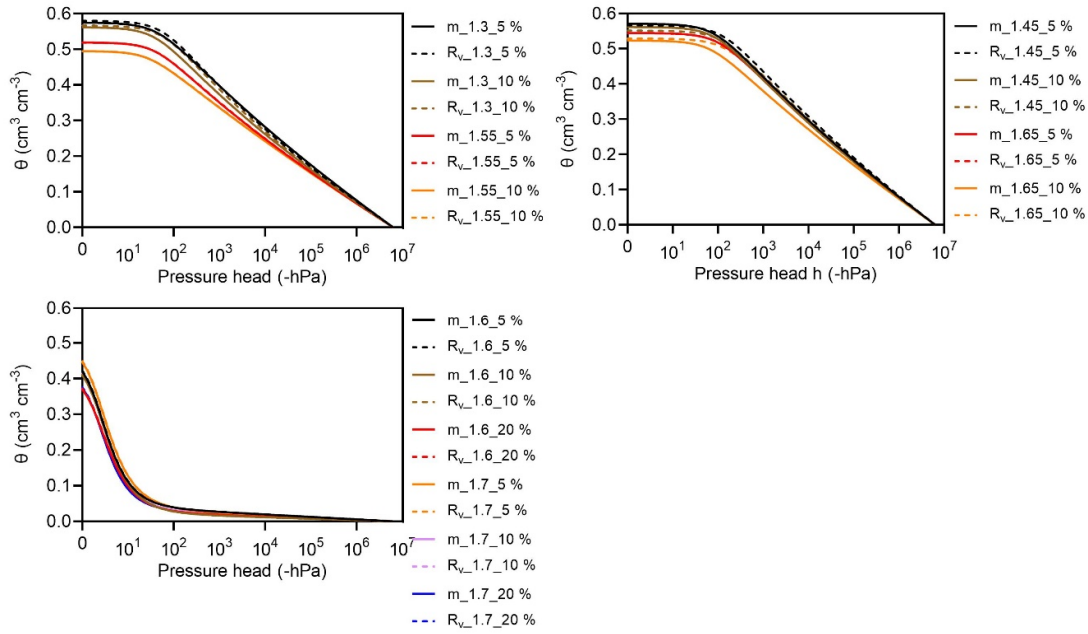 0.6
0.5
0.4
0.3
0.2
0.1
0.0
θ (cm³ cm⁻³)
0
10¹
10²
10³
10⁴
10⁵
10⁶
10⁷
Pressure head (-hPa)
m_1.3_5 %
Rᵥ_1.3_5 %
m_1.3_10 %
Rᵥ_1.3_10 %
m_1.55_5 %
Rᵥ_1.55_5 %
m_1.55_10 %
Rᵥ_1.55_10 %
0.6
0.5
0.4
0.3
0.2
0.1
0.0
θ (cm³ cm⁻³)
0
10¹
10²
10³
10⁴
10⁵
10⁶
10⁷
Pressure head h (-hPa)
m_1.45_5 %
Rᵥ_1.45_5 %
m_1.45_10 %
Rᵥ_1.45_10 %
m_1.65_5 %
Rᵥ_1.65_5 %
m_1.65_10 %
Rᵥ_1.65_10 %
0.6
0.5
0.4
0.3
0.2
0.1
0.0
θ (cm³ cm⁻³)
0
10¹
10²
10³
10⁴
10⁵
10⁶
10⁷
Pressure head (-hPa)
m_1.6_5 %
Rᵥ_1.6_5 %
m_1.6_10 %
Rᵥ_1.6_10 %
m_1.6_20 %
Rᵥ_1.6_20 %
m_1.7_5 %
Rᵥ_1.7_5 %
m_1.7_10 %
Rᵥ_1.7_10 %
m_1.7_20 %
Rᵥ_1.7_20 %